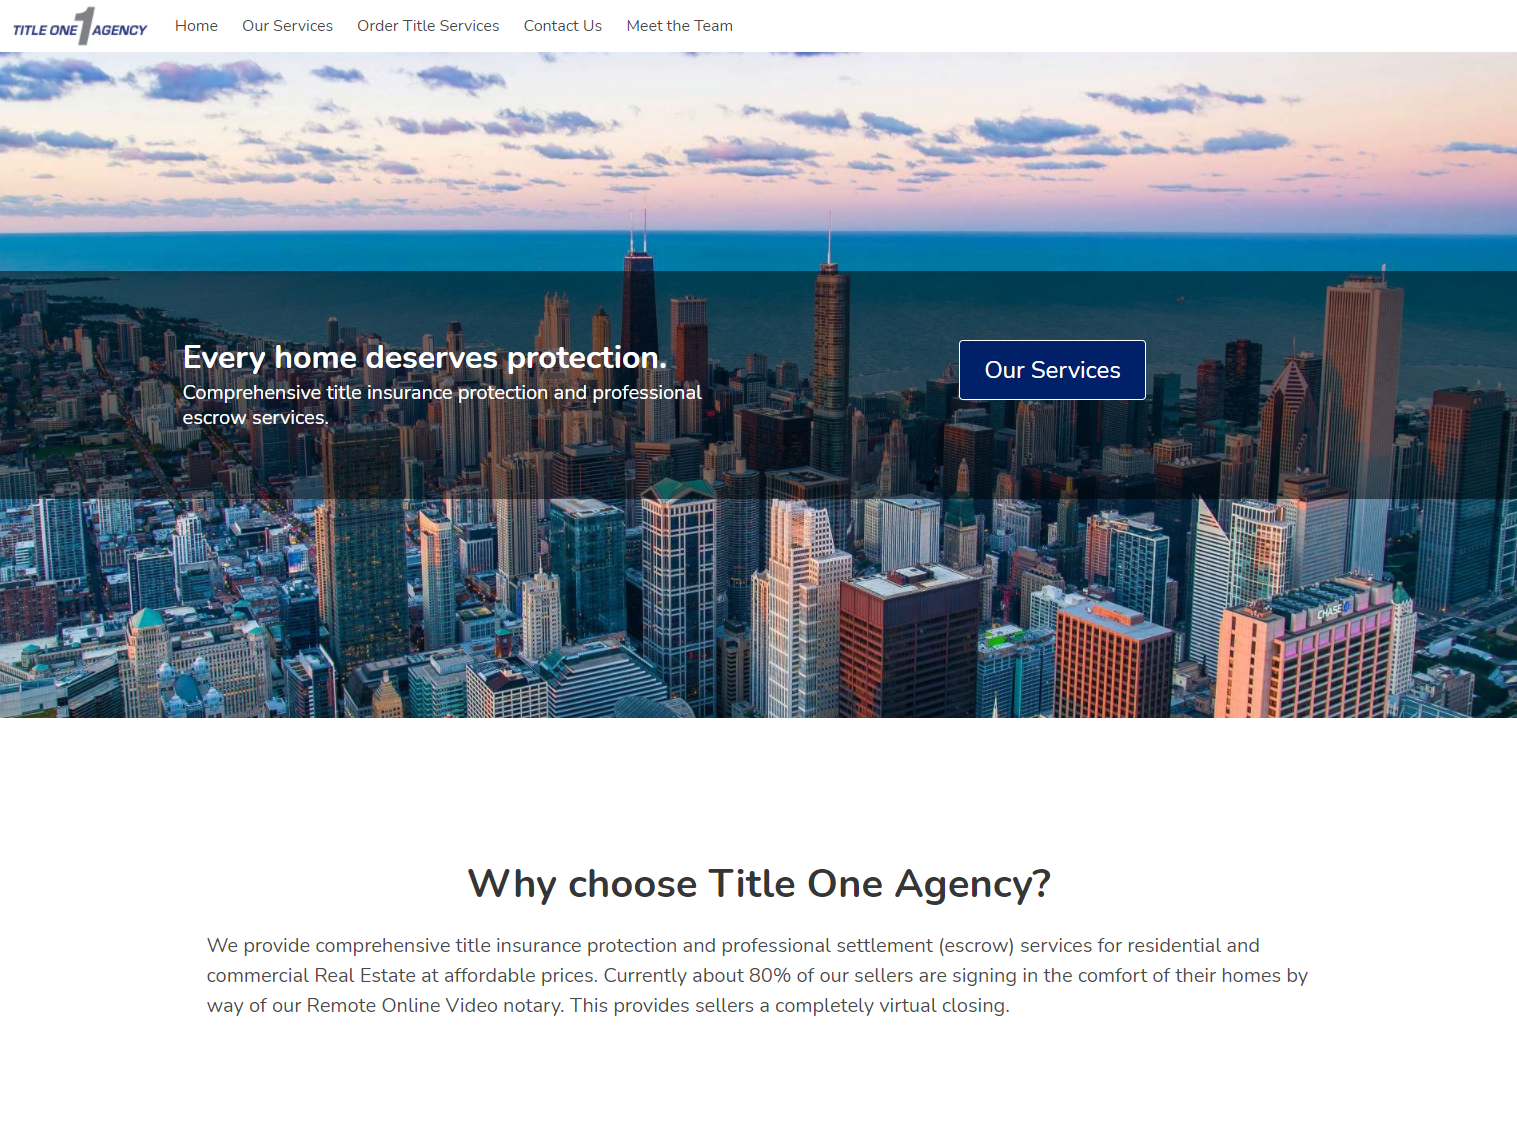 TITLE ONE 1 AGENCY
Home
Our Services
Order Title Services
Contact Us
Meet the Team
Every home deserves protection.
Comprehensive title insurance protection and professional
escrow services.
Our Services
CHASE
Why choose Title One Agency?
We provide comprehensive title insurance protection and professional settlement (escrow) services for residential and
commercial Real Estate at affordable prices. Currently about 80% of our sellers are signing in the comfort of their homes by
way of our Remote Online Video notary. This provides sellers a completely virtual closing.